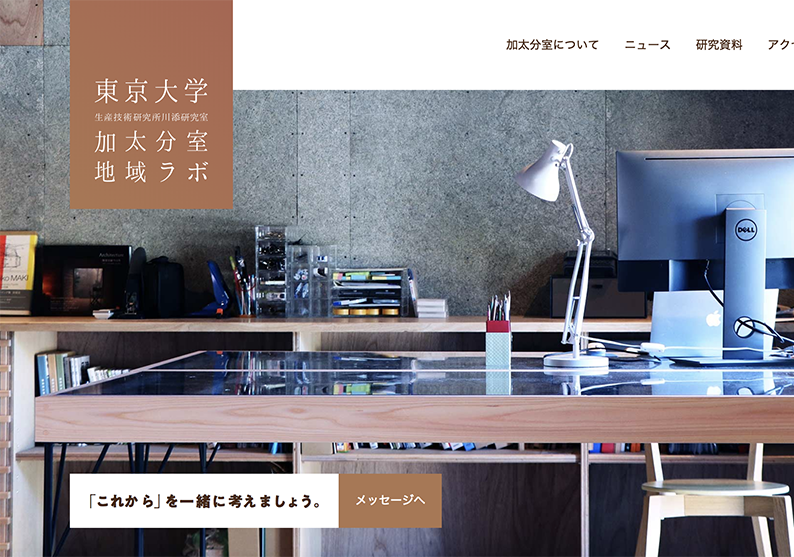 加太分室について
ニュース
研究資料
東京大学
生産技術研究所川添研究室
加太分室
地域ラボ
DELL
MAKI
「これから」を一緒に考えましょう。
メッセージへ